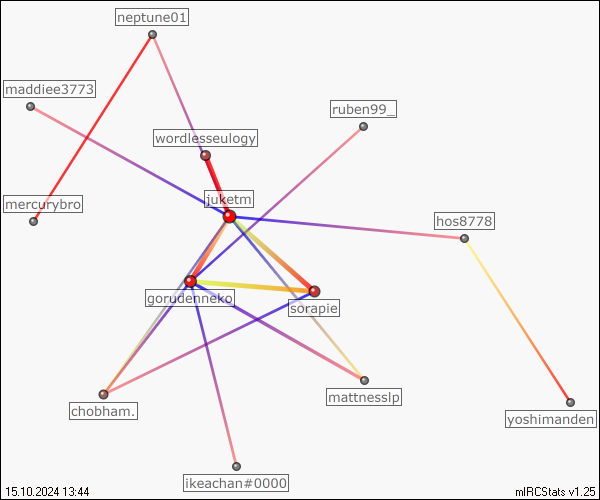 neptune01
maddiee3773
ruben99_
wordlesseulogy
juketm
mercurybro
hos8778
gorudenneko
sorapie
mattnesslp
chobham.
yoshimanden
ikeachan#0000
15.10.2024 13:44
mIRCStats v1.25